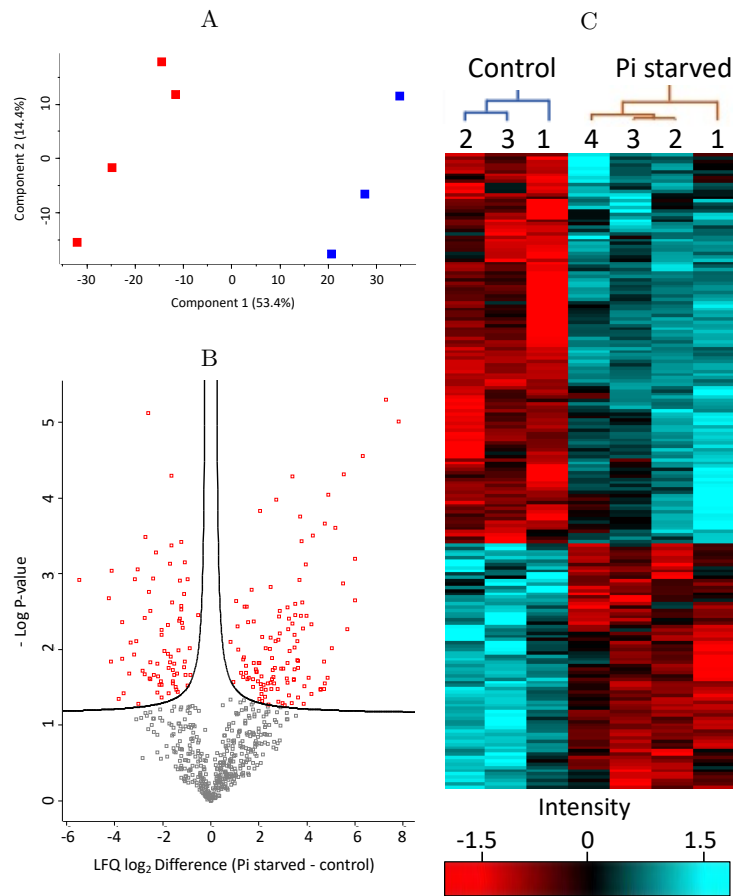 A
Component 2 (14.4%)
10
0
-10
-30 -20 -10 0 10 20 30
Component 1 (53.4%)
B
- Log P-value
5
4
3
2
1
0
-6 -4 -2 0 2 4 6 8
LFQ log2 Difference (Pi starved - control)
C
Control Pi starved
2 3 1 4 3 2 1
Intensity
-1.5 0 1.5